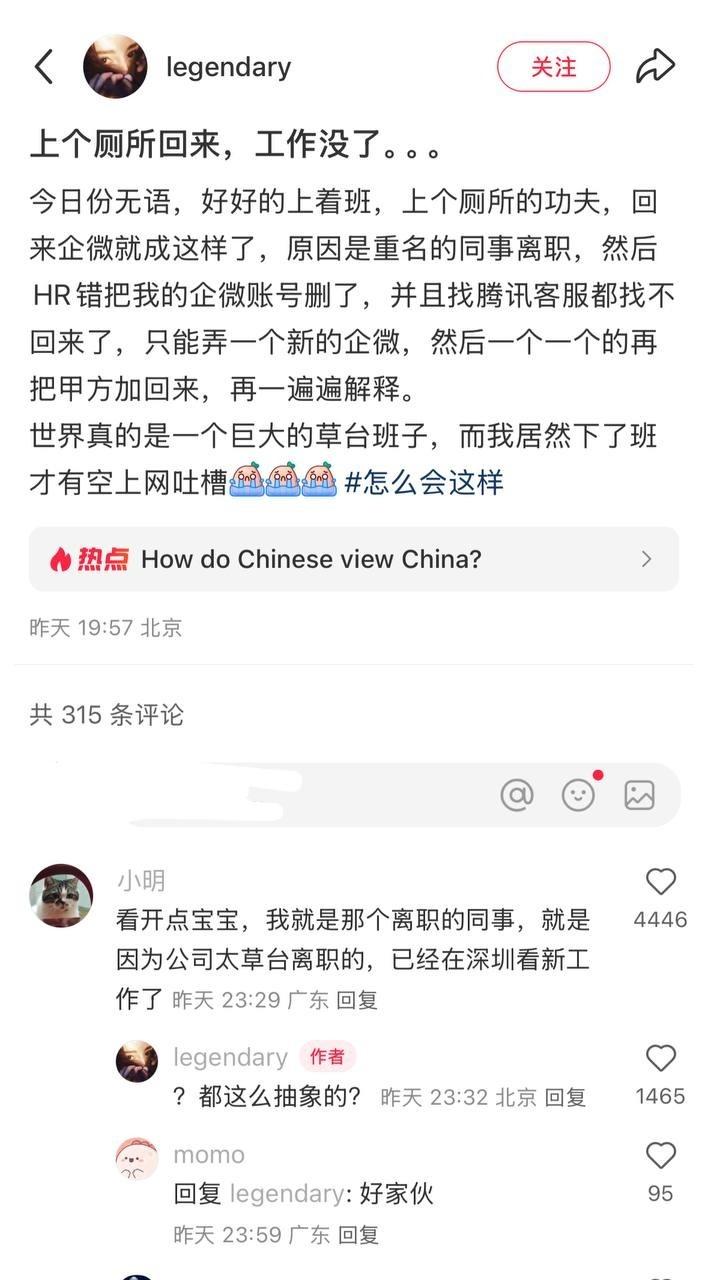 legendary
关注
上个厕所回来，工作没了。。。
今日份无语，好好的上着班，上个厕所的功夫，回
来企微就成这样了，原因是重名的同事离职，然后
HR错把我的企微账号删了，并且找腾讯客服都找不
回来了，只能弄一个新的企微，然后一个一个的再
把甲方加回来，再一遍遍解释。
世界真的是一个巨大的草台班子，而我居然下了班
才有空上网吐槽 #怎么会这样
热点 How do Chinese view China?
昨天 19:57 北京
共 315 条评论
小明
看开点宝宝，我就是那个离职的同事，就是
因为公司太草台离职的，已经在深圳看新工
作了 昨天 23:29 广东 回复
4446
legendary 作者
？都这么抽象的? 昨天 23:32 北京 回复
1465
momo
回复 legendary: 好家伙
95
昨天 23:59 广东 回复